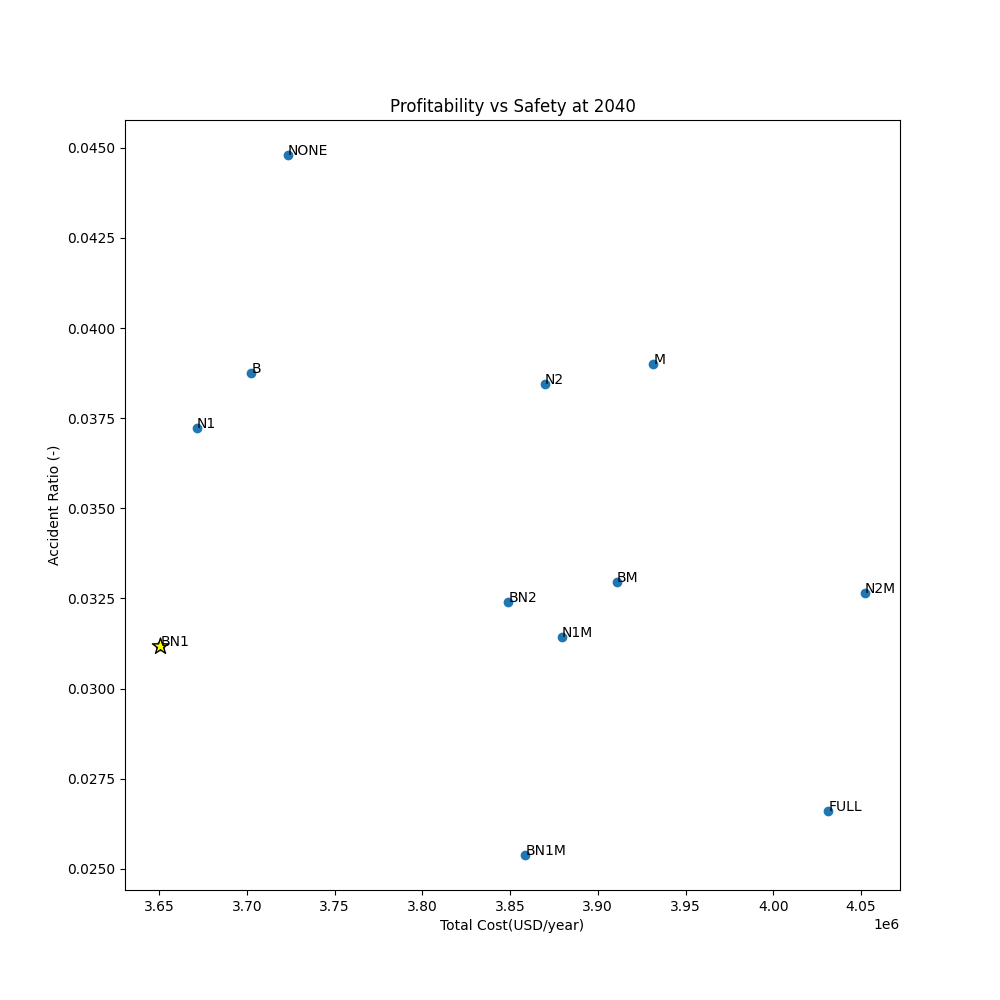 Profitability vs Safety at 2040
0.0450
0.0425
0.0400
0.0375
0.0350
0.0325
0.0300
0.0275
0.0250
Accident Ratio (-)
NONE
M
B
N2
N1
BM
N2M
BN2
N1M
BN1
FULL
BN1M
3.65 3.70 3.75 3.80 3.85 3.90 3.95 4.00 4.05
1e6
Total Cost(USD/year)